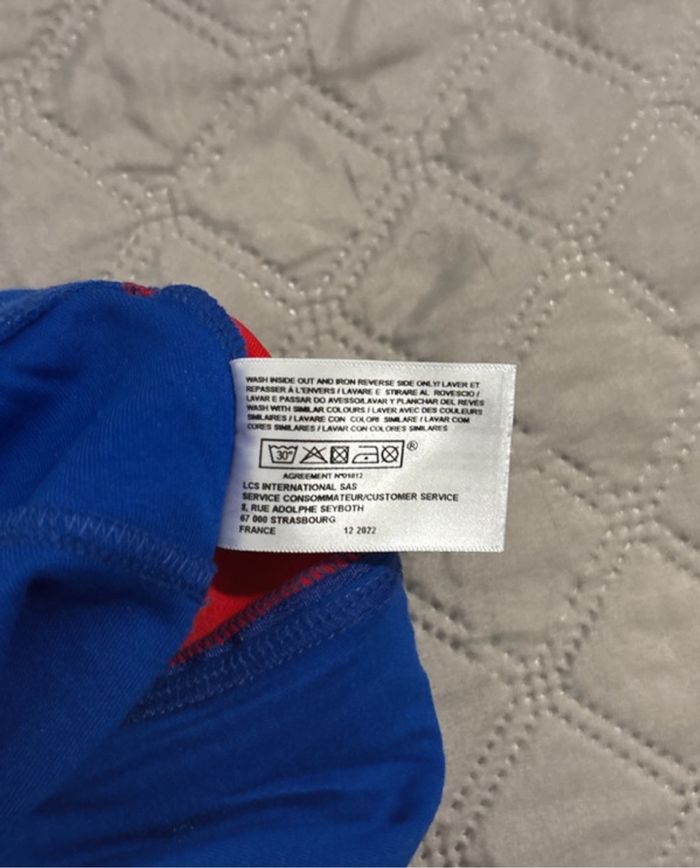 WASH INSIDE OUT AND IRON REVERSE SIDE ONLY/ LAVER ET
REPASSER À L'ENVERS / LAVARE E STIRARE AL ROVESCIO /
LAVAR E PASSAR DO AVESSO/LAVAR Y PLANCHAR DEL REVÉS
WASH WITH SIMILAR COLOURS / LAVER AVEC DES COULEURS
SIMILAIRES / LAVARE CON COLORI SIMILARE / LAVAR COM
CORES SIMILARES / LAVAR CON COLORES SIMILARES
30° ®
AGREEMENT N°01012
LCS INTERNATIONAL SAS
SERVICE CONSOMMATEUR/CUSTOMER SERVICE
8, RUE ADOLPHE SEYBOTH
67 000 STRASBOURG
FRANCE 12 2022